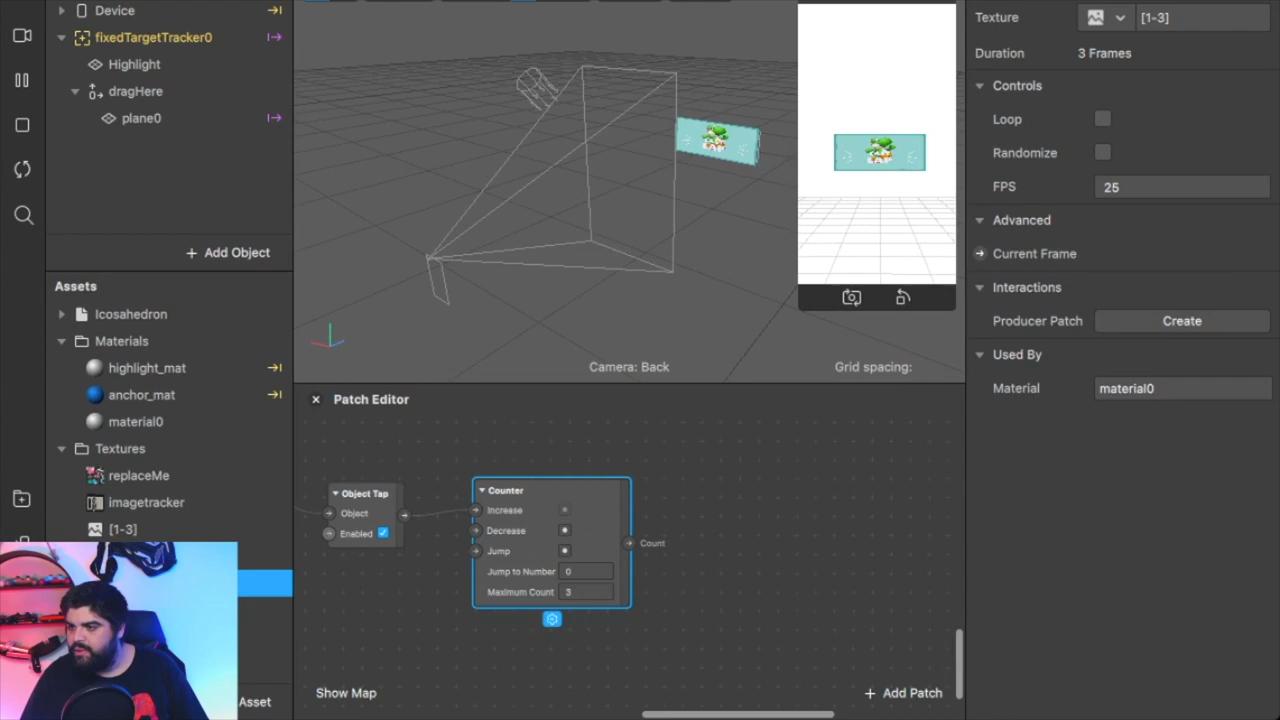 Device
fixedTargetTracker0
Highlight
dragHere
plane0
+ Add Object
Assets
Icosahedron
Materials
highlight_mat
anchor_mat
material0
Textures
replaceMe
imagetracker
[1-3]
Asset
Camera: Back
Grid spacing:
Patch Editor
Object Tap
Object
Enabled
Counter
Increase
Decrease
Jump
Jump to Number 0
Maximum Count 3
Count
Show Map
+ Add Patch
Texture [1-3]
Duration 3 Frames
Controls
Loop
Randomize
FPS 25
Advanced
Current Frame
Interactions
Producer Patch Create
Used By
Material material0